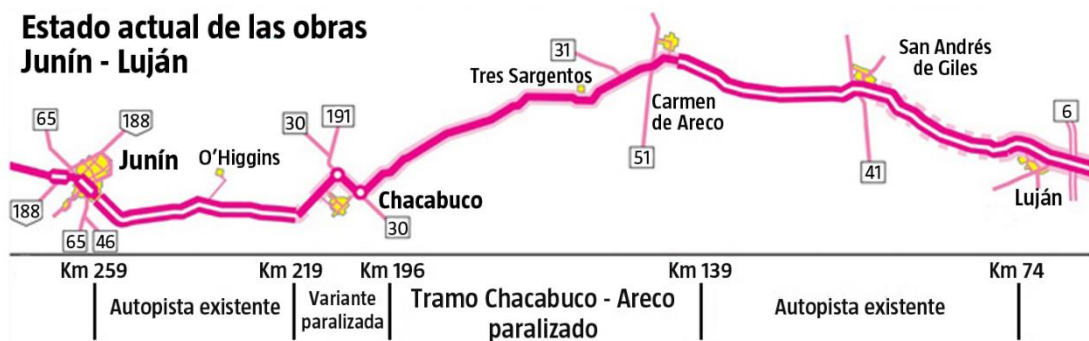 Estado actual de las obras
Junín - Luján
31
Tres Sargentos
Carmen
de Areco
51
San Andrés
de Giles
41
6
Luján
65
188
Junín
O'Higgins
188
65
46
30
191
Chacabuco
30
Km 259
Km 219
Km 196
Km 139
Km 74
Autopista existente
Variante
paralizada
Tramo Chacabuco - Areco
paralizado
Autopista existente